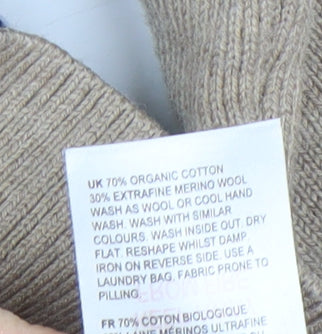 UK 70% ORGANIC COTTON
30% EXTRAFINE MERINO WOOL
WASH AS WOOL OR COOL HAND
WASH. WASH WITH SIMILAR
COLOURS. WASH INSIDE OUT. DRY
FLAT. RESHAPE WHILST DAMP.
IRON ON REVERSE SIDE. USE A
LAUNDRY BAG. FABRIC PRONE TO
PILLING.
FR 70% COTON BIOLOGIQUE
LAINE MÉRINOS ULTRAFINE